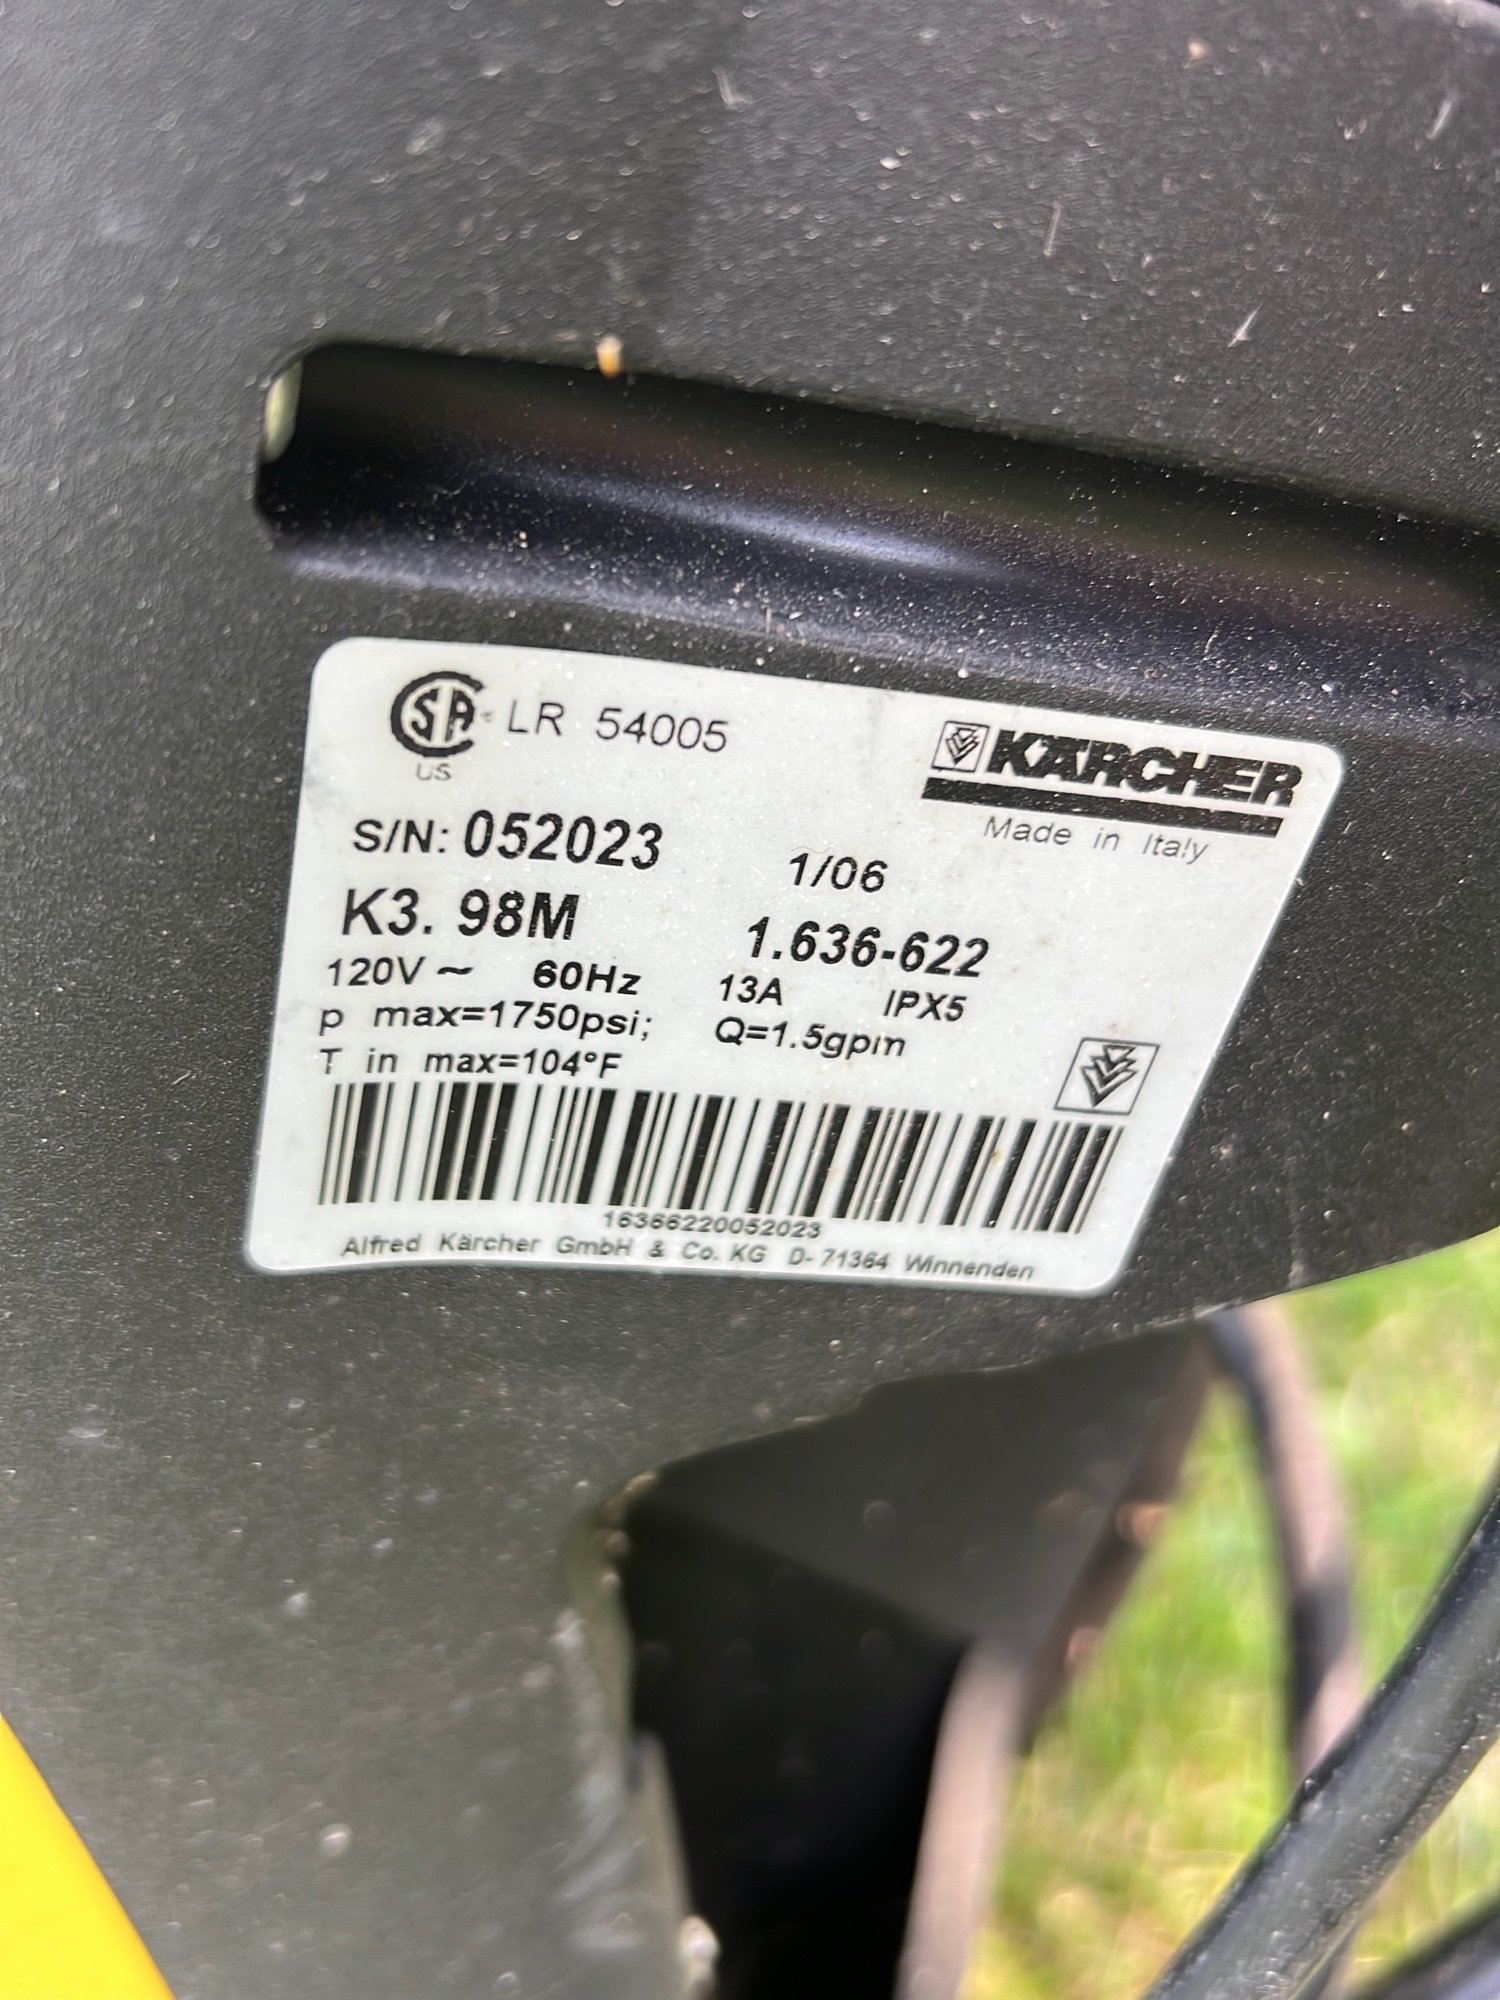 CSA US LR 54005
KÄRCHER
Made in Italy
S/N: 052023 1/06
K3. 98M 1.636-622
120V ~ 60Hz 13A IPX5
p max=1750psi; Q=1.5gpm
T in max=104°F
16366220052023
Alfred Kärcher GmbH & Co. KG D-71364 Winnenden